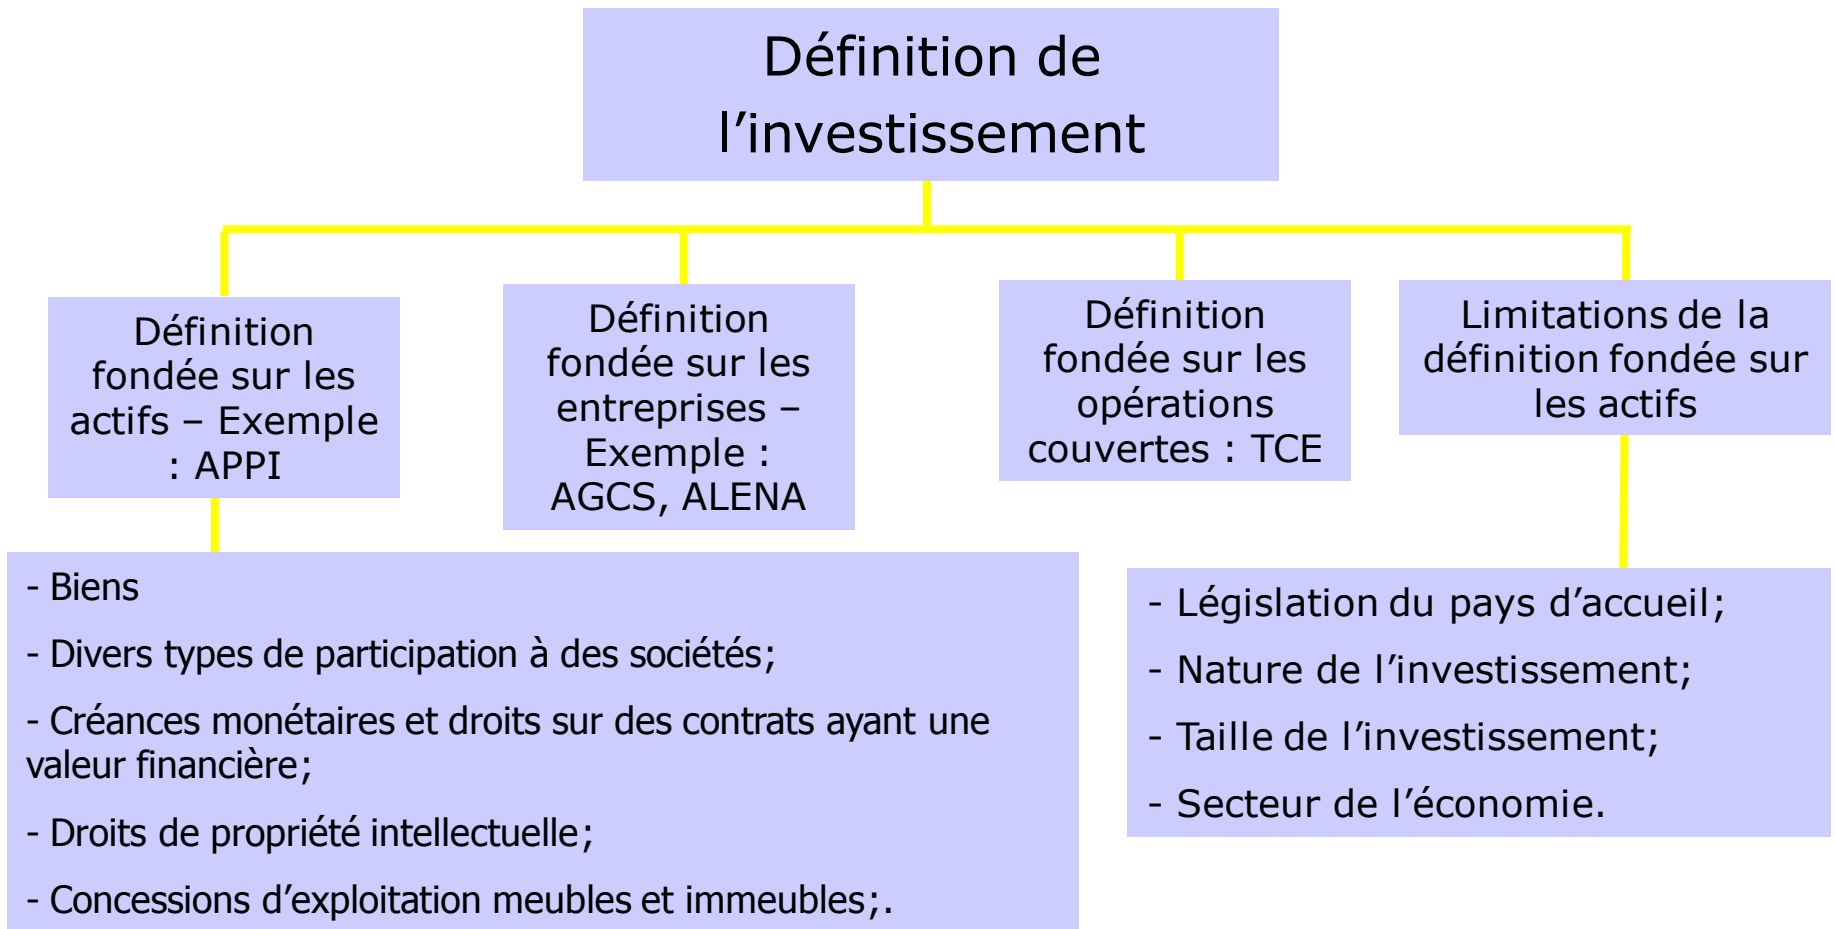 Définition de
l’investissement
Définition
fondée sur les
actifs – Exemple
: APPI
Définition
fondée sur les
entreprises –
Exemple :
AGCS, ALENA
Définition
fondée sur les
opérations
couvertes : TCE
Limitations de la
définition fondée sur
les actifs
- Biens
- Divers types de participation à des sociétés;
- Créances monétaires et droits sur des contrats ayant une
valeur financière;
- Droits de propriété intellectuelle;
- Concessions d’exploitation meubles et immeubles;.
- Législation du pays d’accueil;
- Nature de l’investissement;
- Taille de l’investissement;
- Secteur de l’économie.